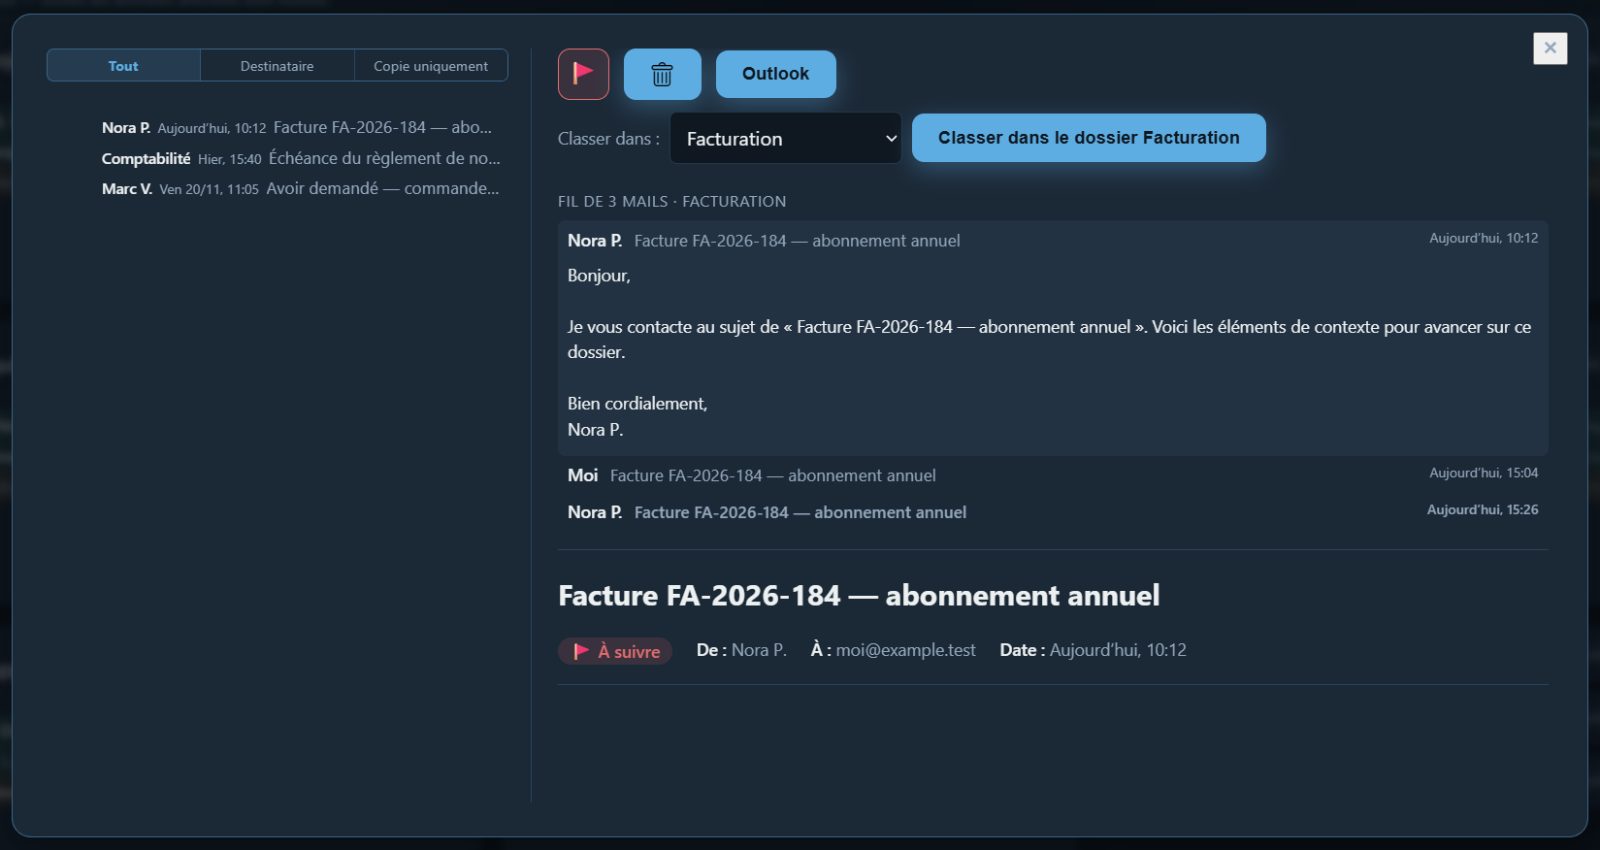 Tout
Destinataire
Copie uniquement
Nora P. Aujourd'hui, 10:12 Facture FA-2026-184 — abo...
Comptabilité Hier, 15:40 Échéance du règlement de no...
Marc V. Ven 20/11, 11:05 Avoir demandé — commande...
Outlook
×
Classer dans : Facturation
Classer dans le dossier Facturation
FIL DE 3 MAILS · FACTURATION
Nora P. Facture FA-2026-184 — abonnement annuel Aujourd'hui, 10:12
Bonjour,
Je vous contacte au sujet de « Facture FA-2026-184 — abonnement annuel ». Voici les éléments de contexte pour avancer sur ce
dossier.
Bien cordialement,
Nora P.
Moi Facture FA-2026-184 — abonnement annuel Aujourd'hui, 15:04
Nora P. Facture FA-2026-184 — abonnement annuel Aujourd'hui, 15:26
Facture FA-2026-184 — abonnement annuel
À suivre De : Nora P. À : moi@example.test Date : Aujourd'hui, 10:12